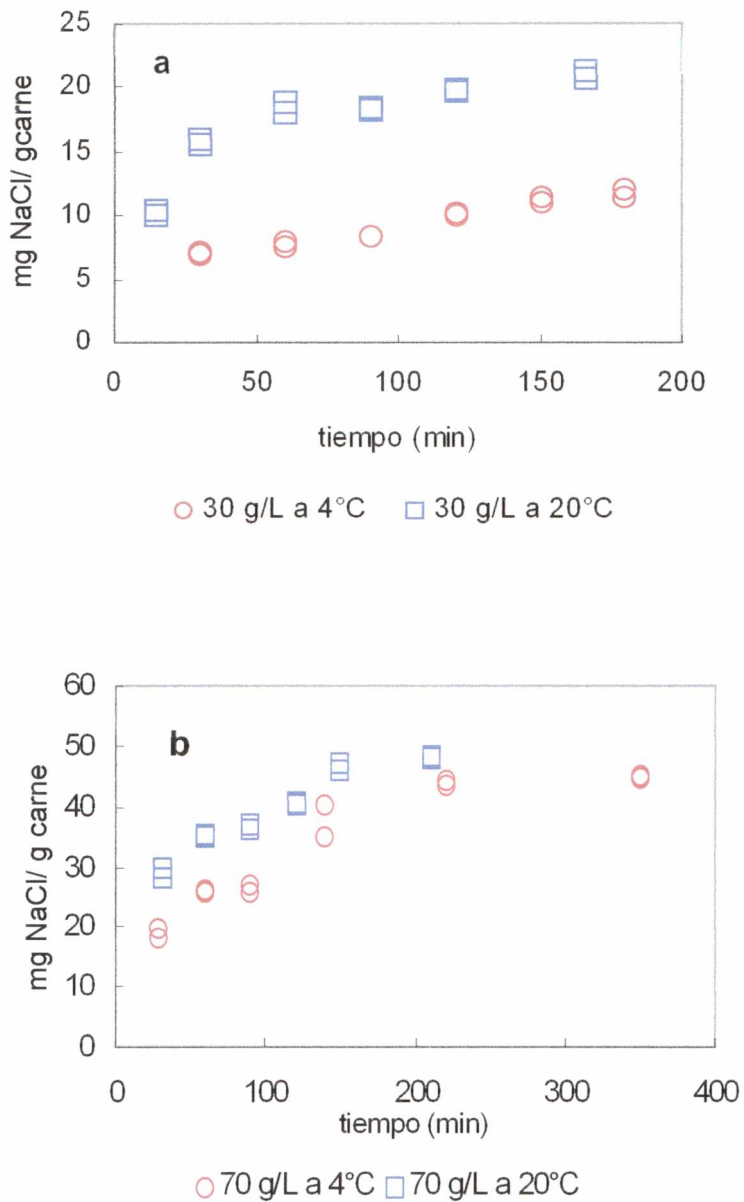 25
a
20
15
10
5
0
mg NaCl/ gcarne
0 50 100 150 200
tiempo (min)
30 g/L a 4°C 30 g/L a 20°C
60
b
50
40
30
20
10
0
mg NaCl/ g carne
0 100 200 300 400
tiempo (min)
70 g/L a 4°C 70 g/L a 20°C